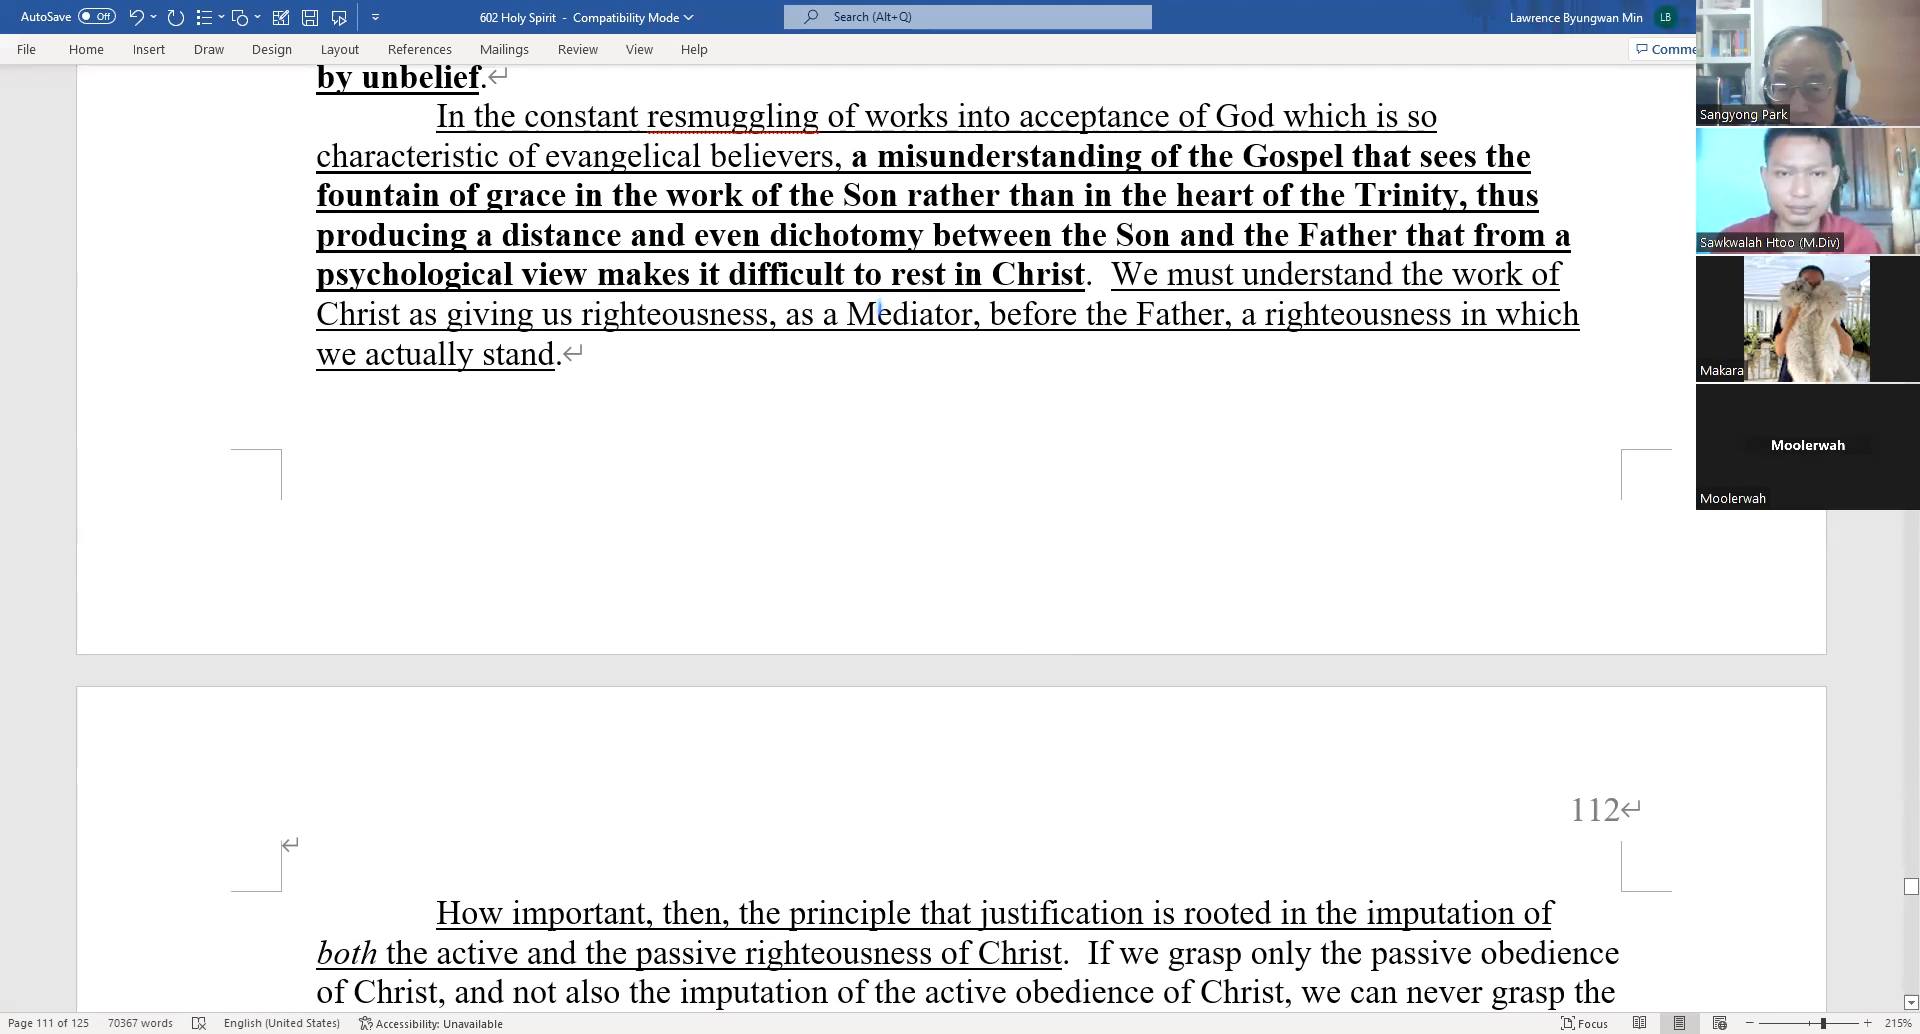 AutoSave Off 602 Holy Spirit - Compatibility Mode Search (Alt+Q) Lawrence Byungwan Min LB
File Home Insert Draw Design Layout References Mailings Review View Help Comme
by unbelief.
In the constant resmuggling of works into acceptance of God which is so
characteristic of evangelical believers, a misunderstanding of the Gospel that sees the
fountain of grace in the work of the Son rather than in the heart of the Trinity, thus
producing a distance and even dichotomy between the Son and the Father that from a
psychological view makes it difficult to rest in Christ. We must understand the work of
Christ as giving us righteousness, as a Mediator, before the Father, a righteousness in which
we actually stand.
Sangyong Park
Sawkwalah Htoo (M.Div)
Makara
Moolerwah
Moolerwah
112
How important, then, the principle that justification is rooted in the imputation of
both the active and the passive righteousness of Christ. If we grasp only the passive obedience
of Christ, and not also the imputation of the active obedience of Christ, we can never grasp the
Page 111 of 125 70367 words English (United States) Accessibility: Unavailable Focus 215%